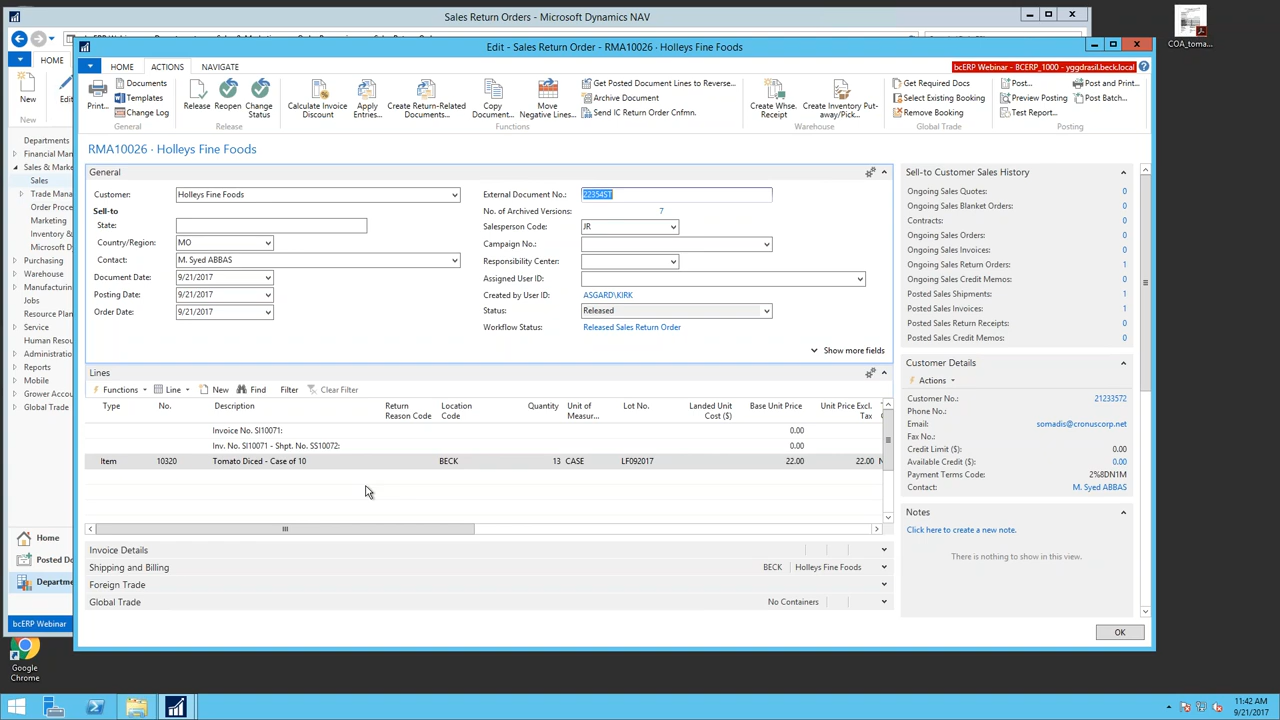 Sales Return Orders - Microsoft Dynamics NAV
Edit - Sales Return Order - RMA10026 · Holleys Fine Foods
HOME
HOME ACTIONS NAVIGATE
bcERP Webinar - BCERP_1000 - yggdrasil.beck.local
COA_toma...
New
Edit
New
Print...
Documents
Templates
Change Log
General
Release
Reopen
Change Status
Release
Calculate Invoice Discount
Apply Entries...
Create Return-Related Documents...
Copy Document...
Move Negative Lines...
Get Posted Document Lines to Reverse...
Archive Document
Send IC Return Order Cnfmn.
Functions
Create Whse. Receipt
Create Inventory Put-away/Pick...
Warehouse
Get Required Docs
Select Existing Booking
Remove Booking
Global Trade
Post...
Preview Posting
Test Report...
Post and Print...
Post Batch...
Posting
Departments
Financial Man
Sales & Marke
Sales
Trade Mana
Order Proce
Marketing
Inventory &
Microsoft Dy
Purchasing
Warehouse
Manufacturing
Jobs
Resource Plan
Service
Human Resou
Administratio
Reports
Mobile
Grower Accou
Global Trade
Home
Posted Do
Departme
bcERP Webinar
RMA10026 · Holleys Fine Foods
General
Customer: Holleys Fine Foods
Sell-to
State:
Country/Region: MO
Contact: M. Syed ABBAS
Document Date: 9/21/2017
Posting Date: 9/21/2017
Order Date: 9/21/2017
External Document No.: 22354ST
No. of Archived Versions: 7
Salesperson Code: JR
Campaign No.:
Responsibility Center:
Assigned User ID:
Created by User ID: ASGARD\KIRK
Status: Released
Workflow Status: Released Sales Return Order
Show more fields
Lines
Functions Line New Find Filter Clear Filter
Type No. Description Return Reason Code Location Code Quantity Unit of Measur... Lot No. Landed Unit Cost ($) Base Unit Price Unit Price Excl. Tax
Invoice No. SI10071: 0.00
Inv. No. SI10071 - Shpt. No. SS10072: 0.00
Item 10320 Tomato Diced - Case of 10 BECK 13 CASE LF092017 22.00 22.00 N
Invoice Details
Shipping and Billing BECK Holleys Fine Foods
Foreign Trade
Global Trade No Containers
Sell-to Customer Sales History
Ongoing Sales Quotes: 0
Ongoing Sales Blanket Orders: 0
Contracts: 0
Ongoing Sales Orders: 0
Ongoing Sales Invoices: 0
Ongoing Sales Return Orders: 1
Ongoing Sales Credit Memos: 0
Posted Sales Shipments: 1
Posted Sales Invoices: 1
Posted Sales Return Receipts: 0
Posted Sales Credit Memos: 0
Customer Details
Actions
Customer No.: 21233572
Phone No.:
Email: somadis@cronuscorp.net
Fax No.:
Credit Limit ($): 0.00
Available Credit ($): 0.00
Payment Terms Code: 2%8DN1M
Contact: M. Syed ABBAS
Notes
Click here to create a new note.
There is nothing to show in this view.
OK
Google Chrome
11:42 AM
9/21/2017